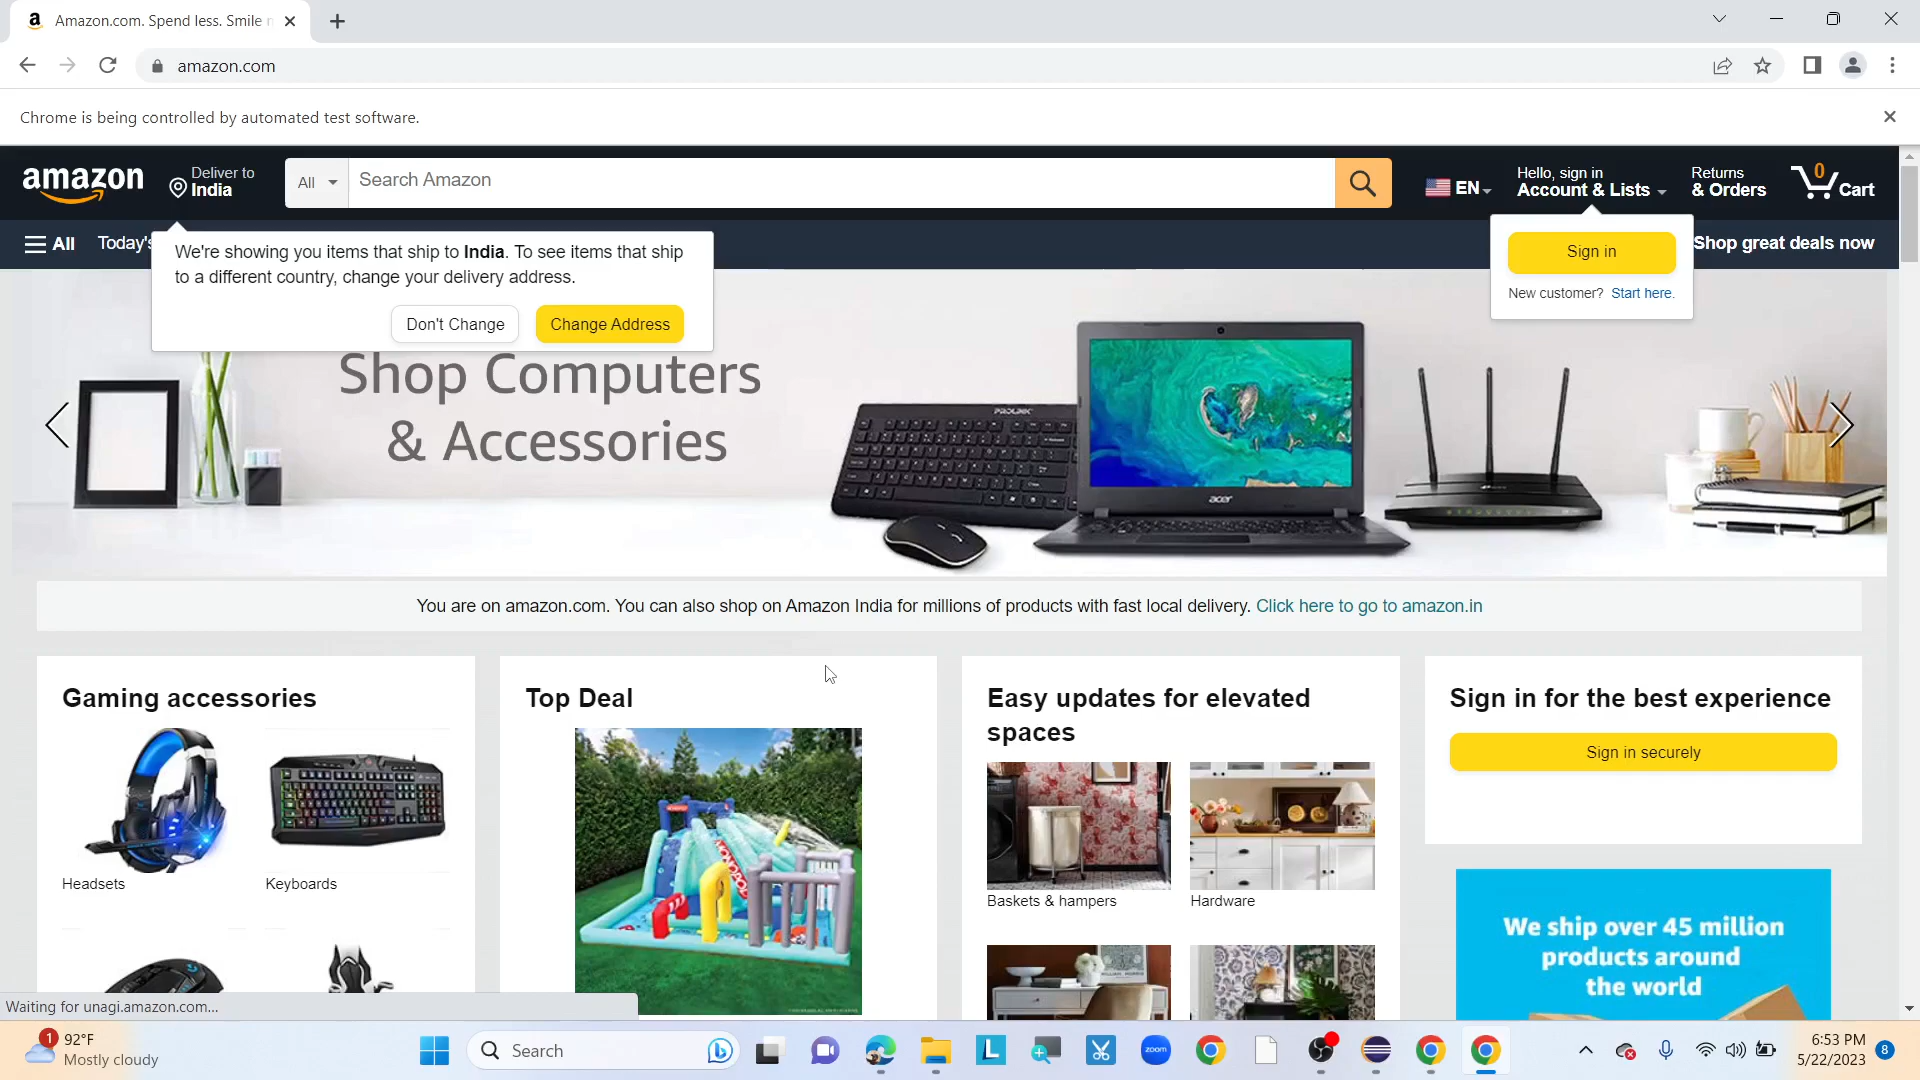 Amazon.com. Spend less. Smile
amazon.com
Chrome is being controlled by automated test software.
amazon
Deliver to
India
All
Search Amazon
EN
Hello, sign in
Account & Lists
Returns
& Orders
0
Cart
All
Today's
Shop great deals now
We're showing you items that ship to India. To see items that ship
to a different country, change your delivery address.
Don't Change
Change Address
Sign in
New customer? Start here.
Shop Computers
& Accessories
PROLINK
acer
You are on amazon.com. You can also shop on Amazon India for millions of products with fast local delivery. Click here to go to amazon.in
Gaming accessories
Headsets
Keyboards
Top Deal
MONOPOLY
Easy updates for elevated
spaces
Baskets & hampers
Hardware
Sign in for the best experience
Sign in securely
We ship over 45 million
products around
the world
Waiting for unagi.amazon.com...
1
92°F
Mostly cloudy
Search
L
zoom
6:53 PM
5/22/2023
8